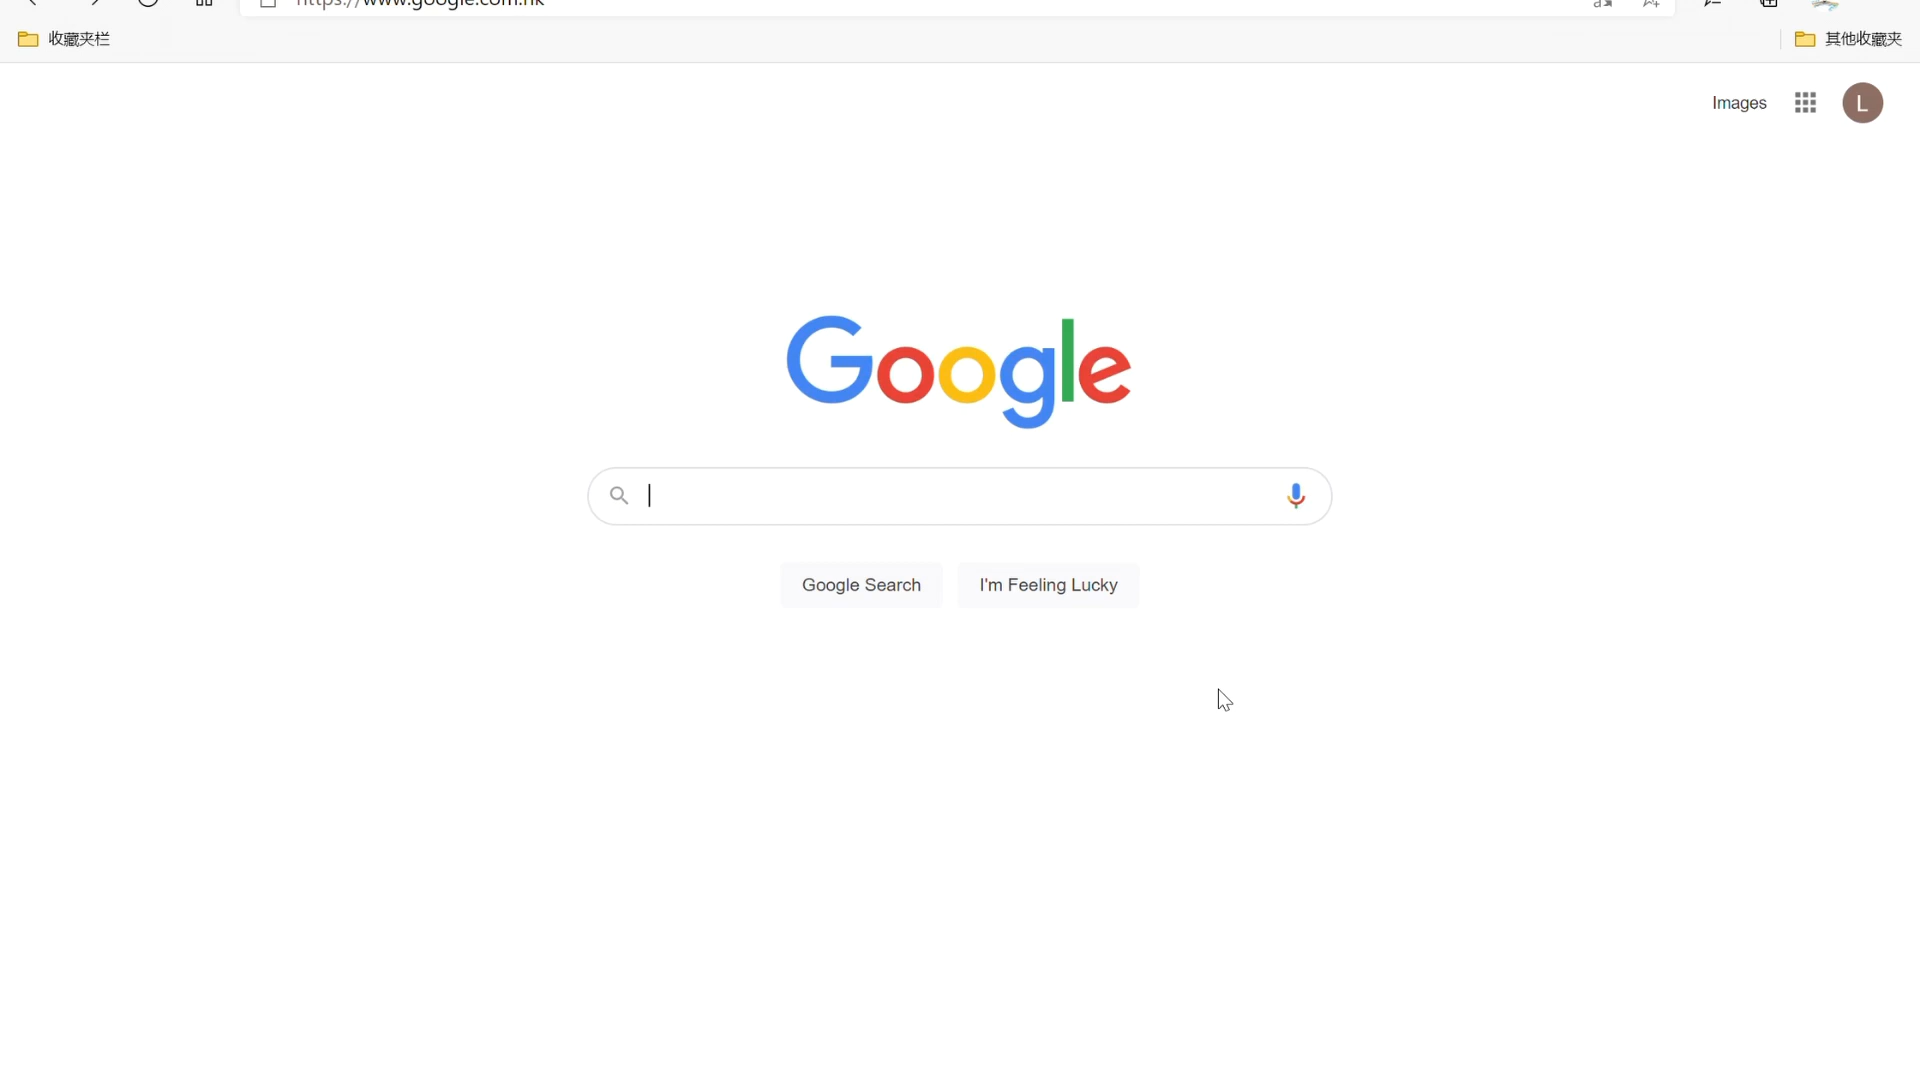 https://www.google.com.hk
收藏夹栏
其他收藏夹
Images
L
Google
Google Search
I'm Feeling Lucky